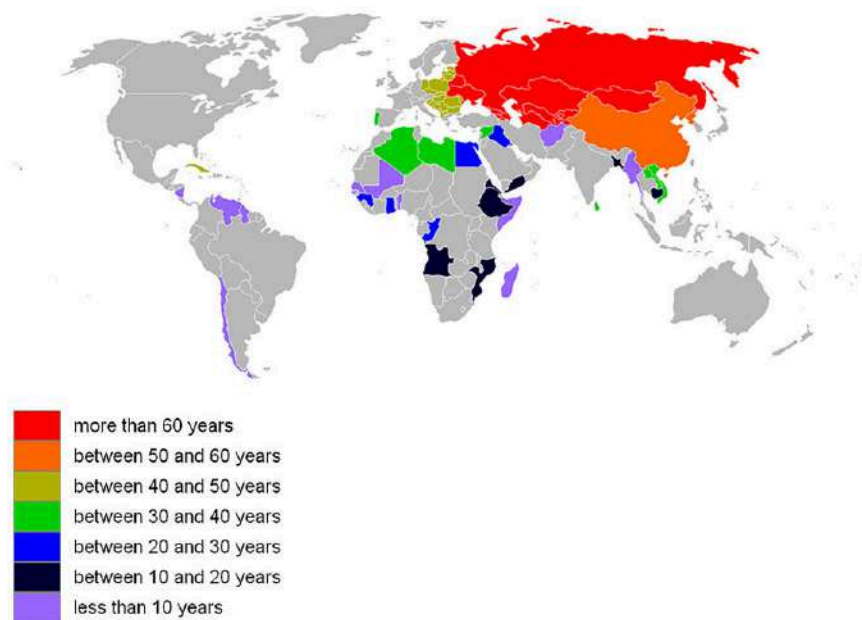 more than 60 years
between 50 and 60 years
between 40 and 50 years
between 30 and 40 years
between 20 and 30 years
between 10 and 20 years
less than 10 years